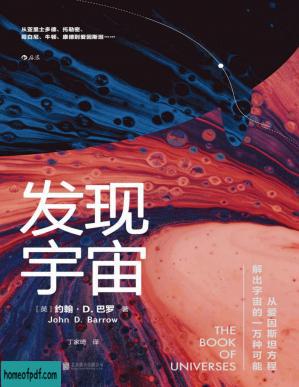 从亚里士多德、托勒密、
哥白尼、牛顿、康德到爱因斯坦……
后浪
发现
宇宙
[英] 约翰·D. 巴罗 著
John D. Barrow
丁家琦 译
THE
BOOK
OF
UNIVERSES
从爱因斯坦方程
解出宇宙的一万种可能
homeofpdf.com